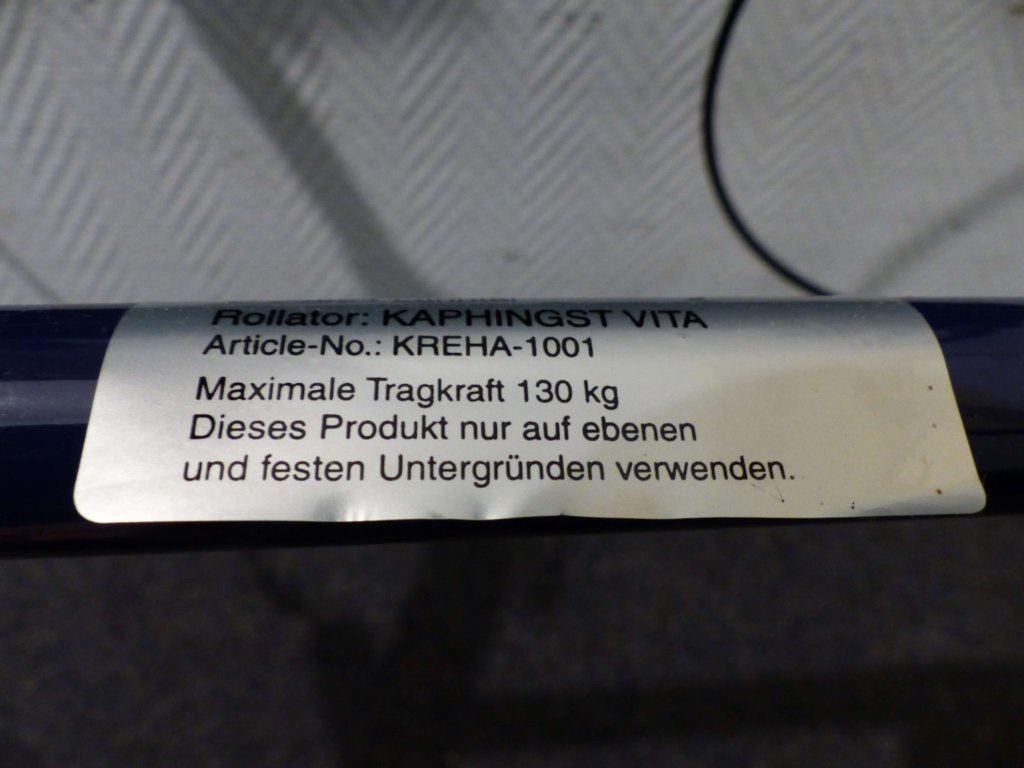 Rollator: KAPHINGST VITA
Article-No.: KREHA-1001
Maximale Tragkraft 130 kg
Dieses Produkt nur auf ebenen
und festen Untergründen verwenden.